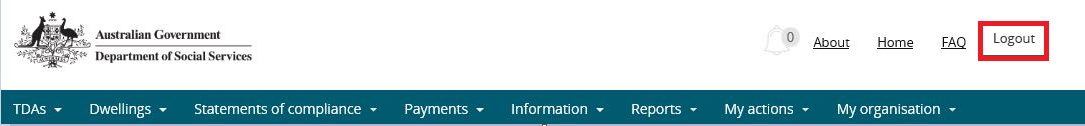 Australian Government
Department of Social Services
0 About Home FAQ Logout
TDAs Dwellings Statements of compliance Payments Information Reports My actions My organisation